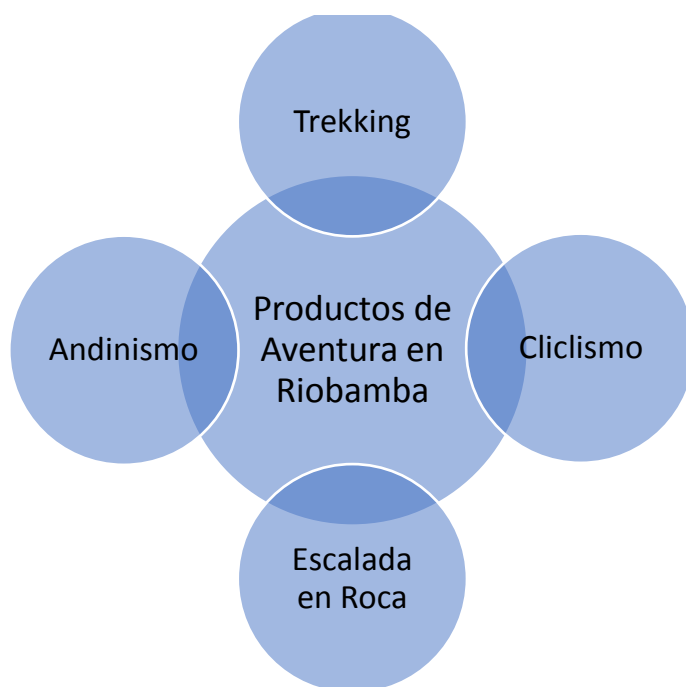 Trekking
Andinismo
Productos de
Aventura en
Riobamba
Cliclismo
Escalada
en Roca